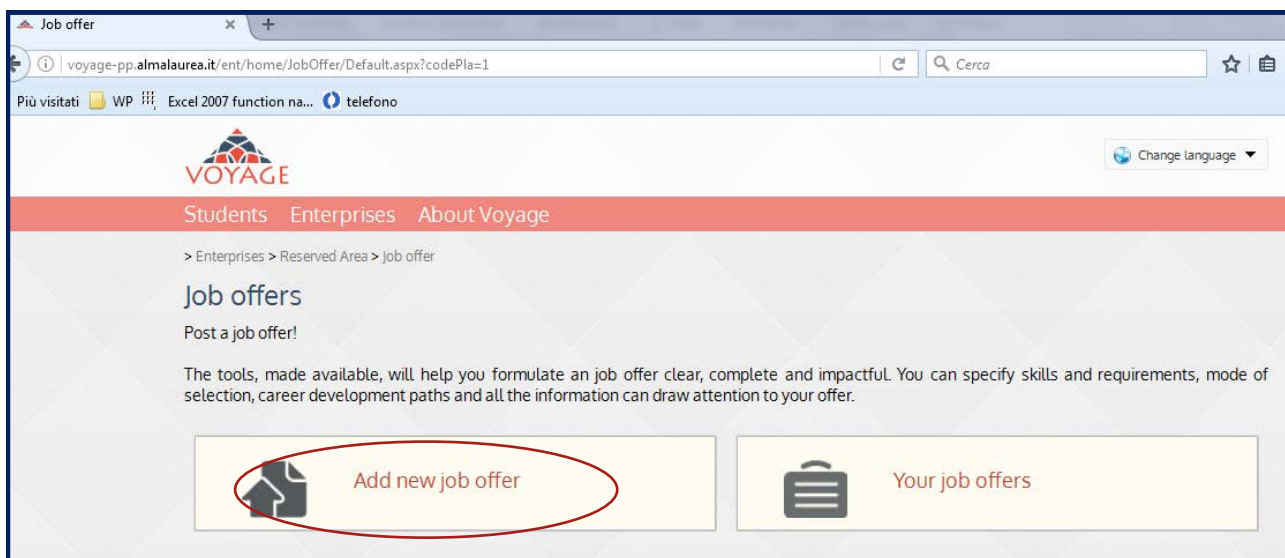 Job offer
voyage-pp.almalaurea.it/ent/home/JobOffer/Default.aspx?codePla=1
Cerca
Più visitati WP Excel 2007 function na... telefono
VOYAGE
Change language
Students Enterprises About Voyage
> Enterprises > Reserved Area > Job offer
Job offers
Post a job offer!
The tools, made available, will help you formulate an job offer clear, complete and impactful. You can specify skills and requirements, mode of
selection, career development paths and all the information can draw attention to your offer.
Add new job offer
Your job offers